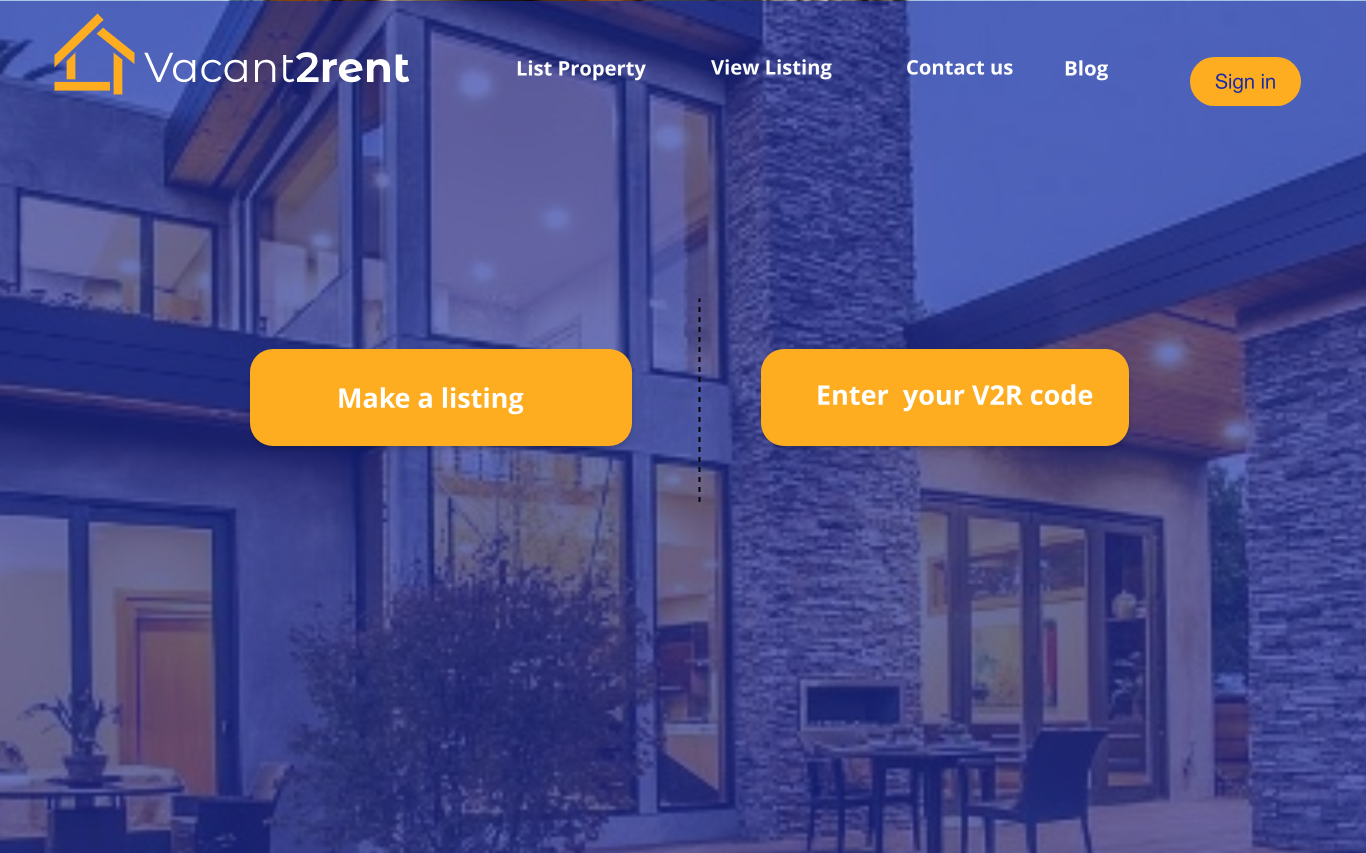 Vacant2rent
List Property
View Listing
Contact us
Blog
Sign in
Make a listing
Enter  your V2R code